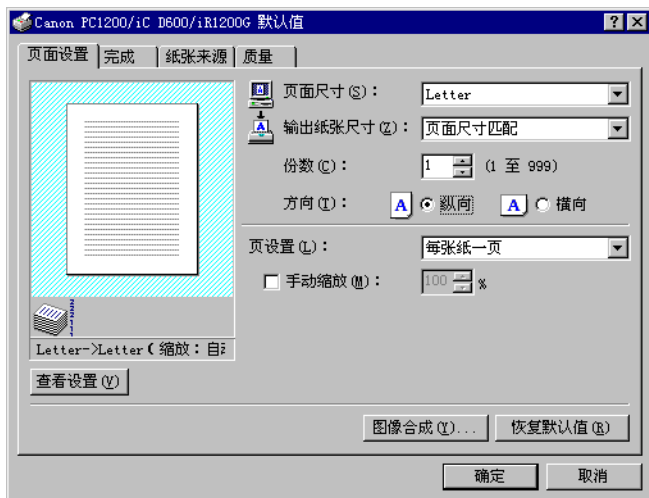 Canon PC1200/iC D600/iR1200G 默认值
页面设置 完成 纸张来源 质量
页面尺寸(S)： Letter
输出纸张尺寸(Z)： 页面尺寸匹配
份数(C)： 1 (1 至 999)
方向(I)： A 纵向 A 横向
页设置(L)： 每张纸一页
手动缩放(M)： 100 %
Letter->Letter(缩放：自
查看设置(V)
图像合成(Y)... 恢复默认值(R)
确定 取消